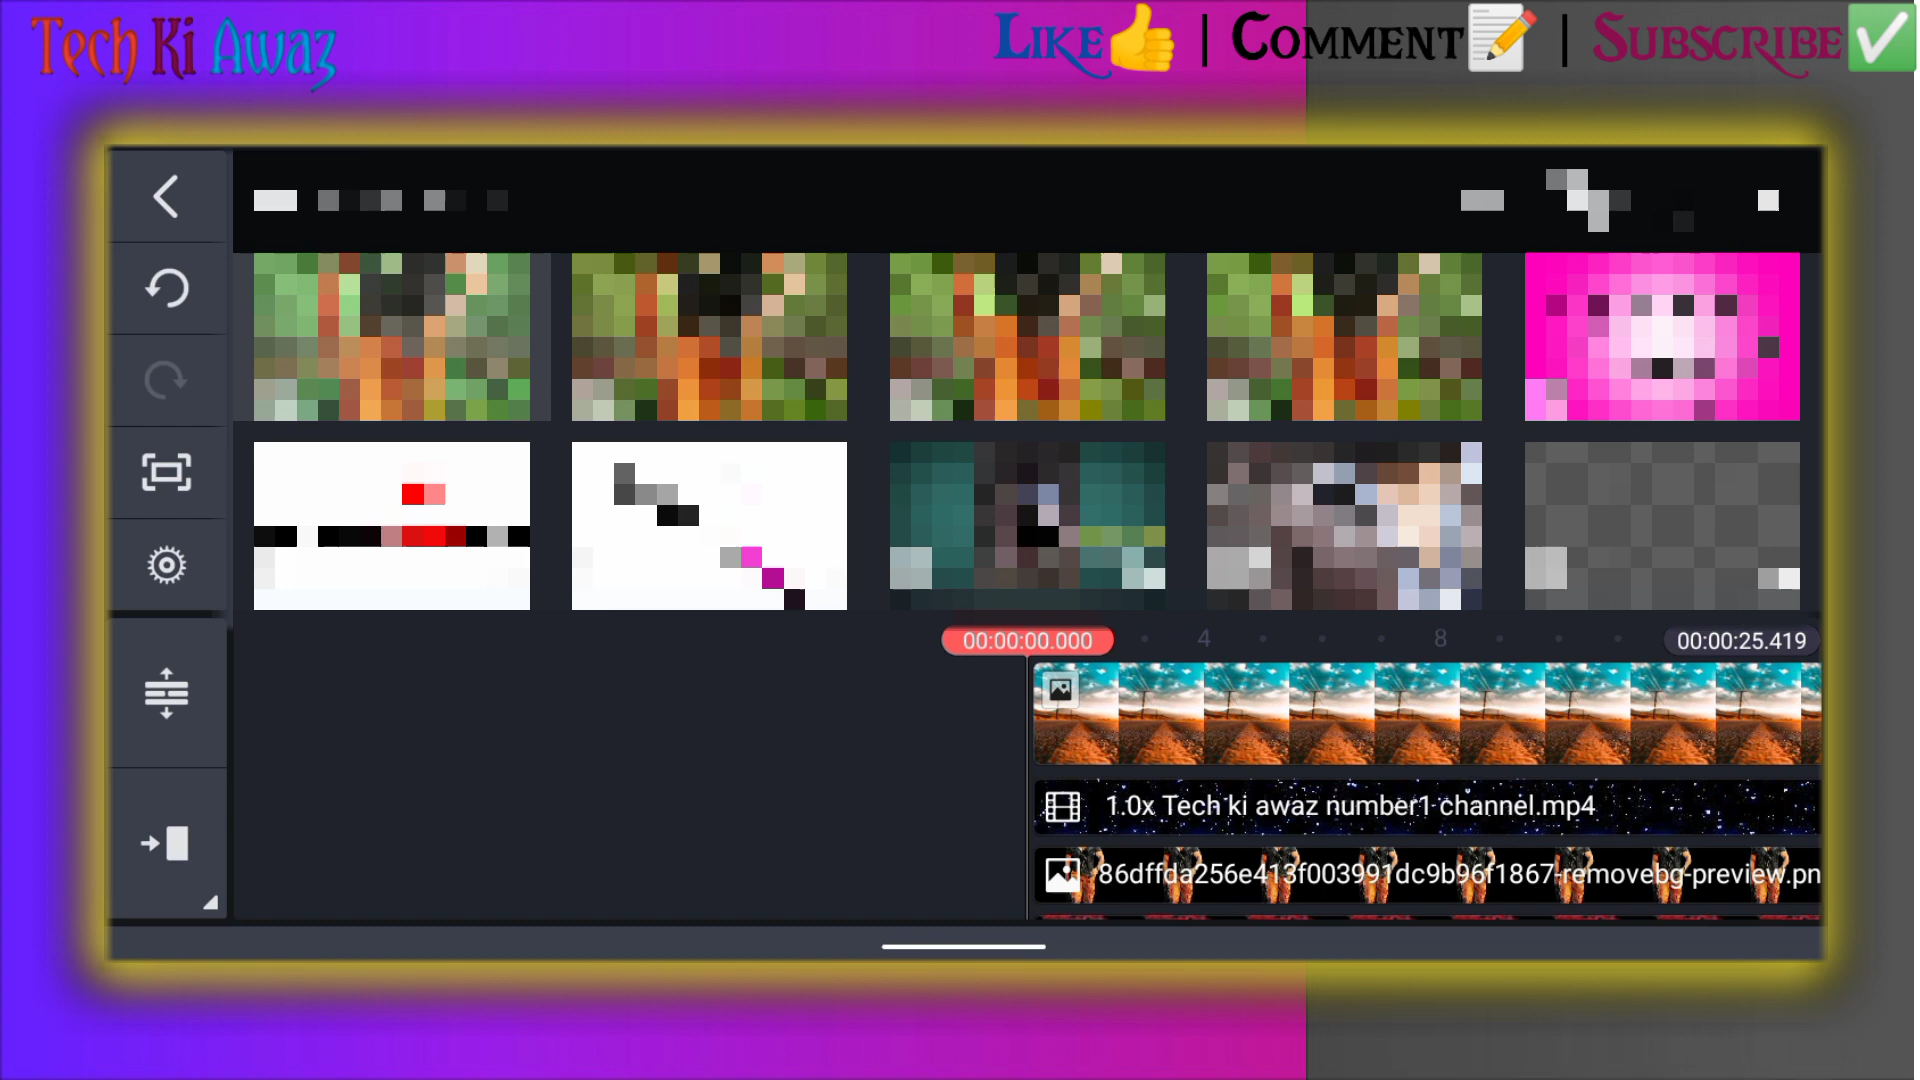 Tech Ki Awaz
Like👍 | Comment📝 | Subscribe✅
00:00:00.000
4
8
00:00:25.419
1.0x Tech ki awaz number1 channel.mp4
86dffda256e413f003991dc9b96f1867-removebg-preview.pn